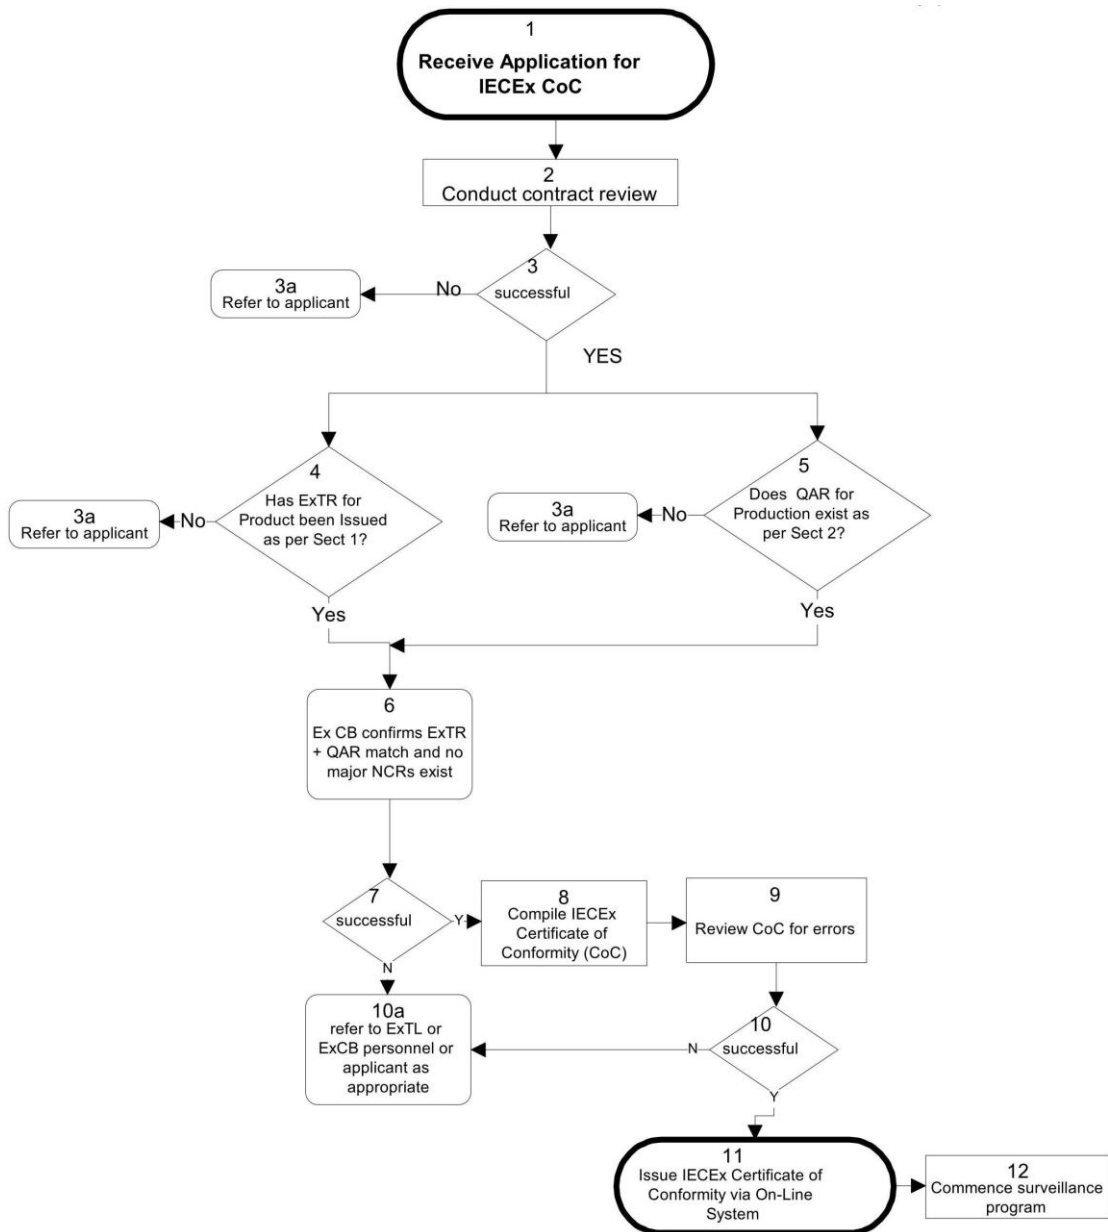 1
Receive Application for
IECEx CoC
2
Conduct contract review
3
successful
No
3a
Refer to applicant
YES
4
Has ExTR for
Product been Issued
as per Sect 1?
No
3a
Refer to applicant
Yes
5
Does QAR for
Production exist as
per Sect 2?
No
3a
Refer to applicant
Yes
6
Ex CB confirms ExTR
+ QAR match and no
major NCRs exist
7
successful
Y
N
8
Compile IECEx
Certificate of
Conformity (CoC)
9
Review CoC for errors
10
successful
N
Y
10a
refer to ExTL or
ExCB personnel or
applicant as
appropriate
11
Issue IECEx Certificate of
Conformity via On-Line
System
12
Commence surveillance
program